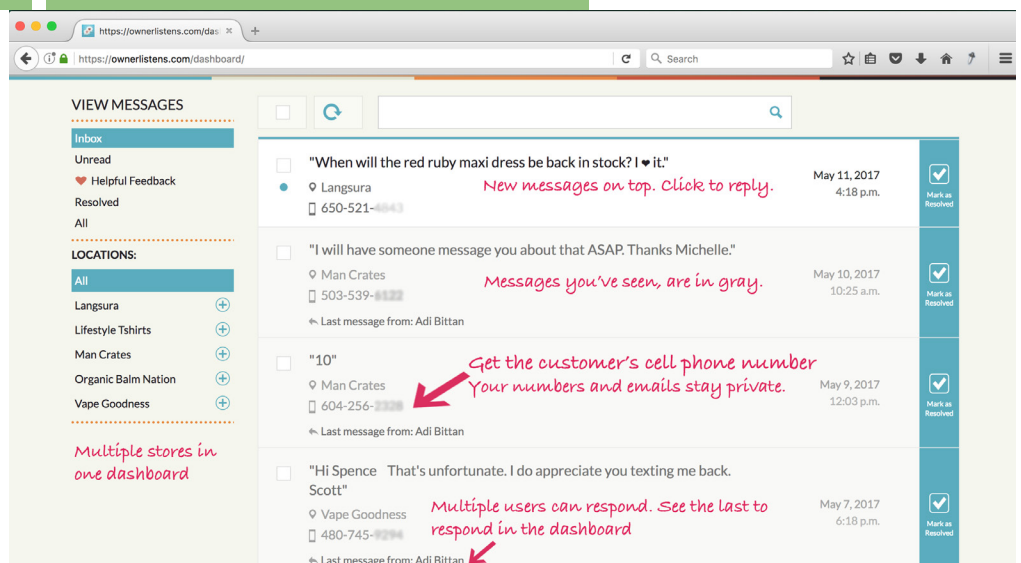 https://ownerlistens.com/das
https://ownerlistens.com/dashboard/
Search
VIEW MESSAGES
Inbox
Unread
❤ Helpful Feedback
Resolved
All
LOCATIONS:
All
Langsura
Lifestyle Tshirts
Man Crates
Organic Balm Nation
Vape Goodness
Multiple stores in
one dashboard
"When will the red ruby maxi dress be back in stock? I ❤ it."
Langsura
650-521-
New messages on top. Click to reply.
May 11, 2017
4:18 p.m.
Mark as
Resolved
"I will have someone message you about that ASAP. Thanks Michelle."
Man Crates
503-539-
Last message from: Adi Bittan
Messages you've seen, are in gray.
May 10, 2017
10:25 a.m.
Mark as
Resolved
"10"
Man Crates
604-256-
Last message from: Adi Bittan
Get the customer's cell phone number
Your numbers and emails stay private.
May 9, 2017
12:03 p.m.
Mark as
Resolved
"Hi Spence That's unfortunate. I do appreciate you texting me back.
Scott"
Vape Goodness
480-745-
Last message from: Adi Bittan
Multiple users can respond. See the last to
respond in the dashboard
May 7, 2017
6:18 p.m.
Mark as
Resolved